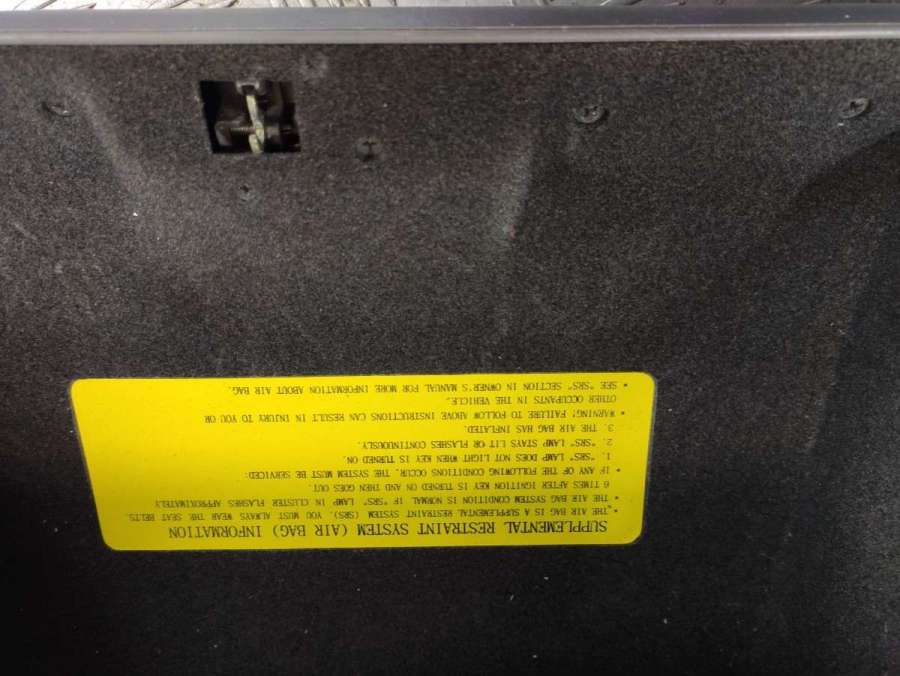 SUPPLEMENTAL RESTRAINT SYSTEM (AIR BAG) INFORMATION
• THE AIR BAG IS A SUPPLEMENTAL RESTRAINT SYSTEM (SRS). YOU MUST ALWAYS WEAR THE SEAT BELTS.
• THE AIR BAG SYSTEM CONDITION IS NORMAL IF "SRS" LAMP IN CLUSTER FLASHES APPROXIMATELY
6 TIMES AFTER IGNITION KEY IS TURNED ON AND THEN GOES OUT.
• IF ANY OF THE FOLLOWING CONDITIONS OCCUR, THE SYSTEM MUST BE SERVICED:
1. "SRS" LAMP DOES NOT LIGHT WHEN KEY IS TURNED ON
2. "SRS" LAMP STAYS LIT OR FLASHES CONTINUOUSLY.
3. THE AIR BAG HAS INFLATED.
• WARNING! FAILURE TO FOLLOW ABOVE INSTRUCTIONS CAN RESULT IN INJURY TO YOU OR
OTHER OCCUPANTS IN THE VEHICLE.
• SEE "SRS" SECTION IN OWNER'S MANUAL FOR MORE INFORMATION ABOUT AIR BAG.